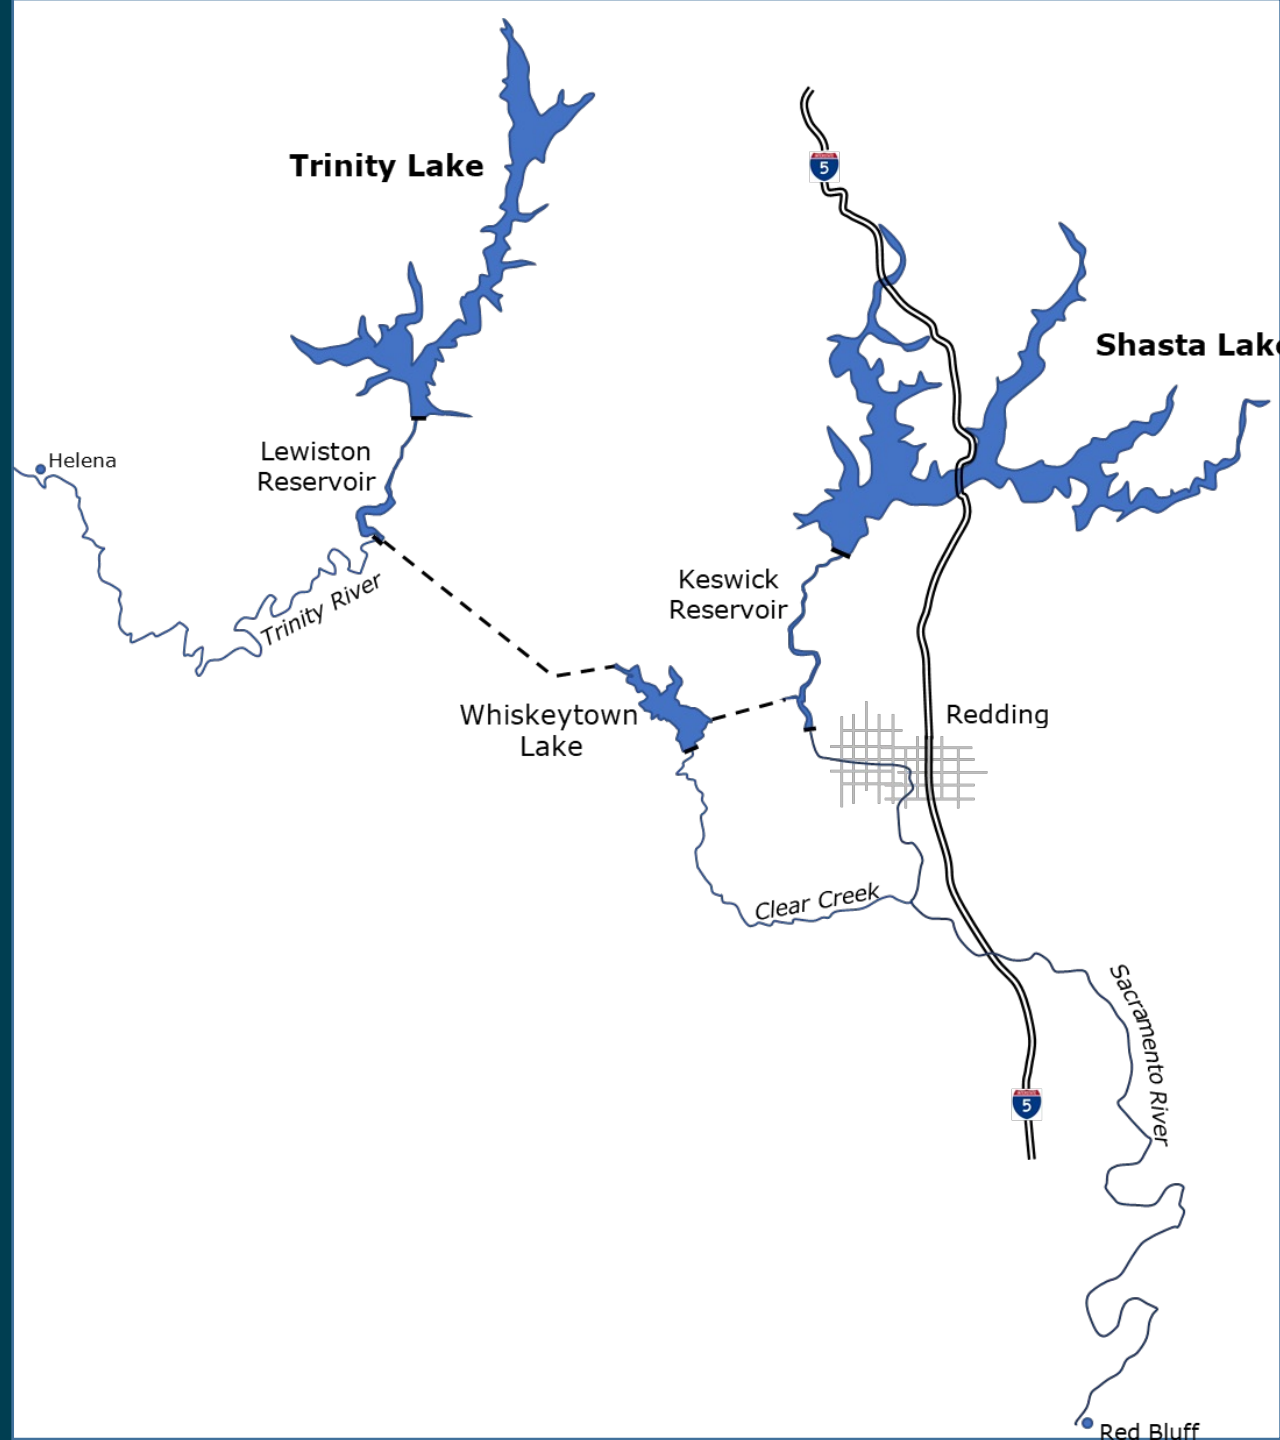 Trinity Lake
5
Shasta Lake
Lewiston
Reservoir
Helena
Trinity River
Keswick
Reservoir
Whiskeytown
Lake
Redding
Clear Creek
Sacramento River
5
Red Bluff